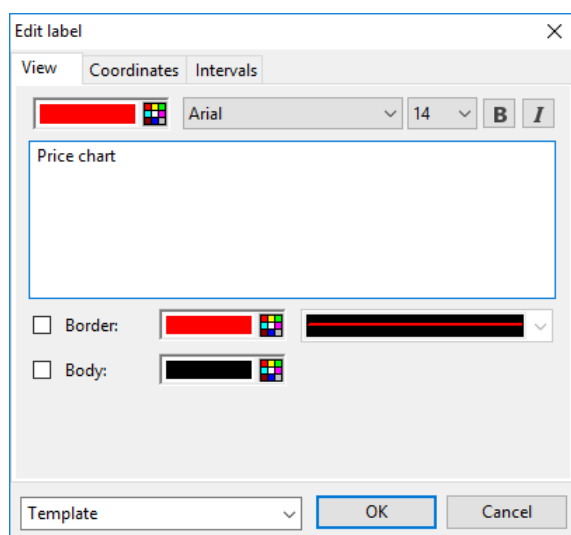 Edit label
View Coordinates Intervals
Arial 14 B I
Price chart
Border:
Body:
Template OK Cancel